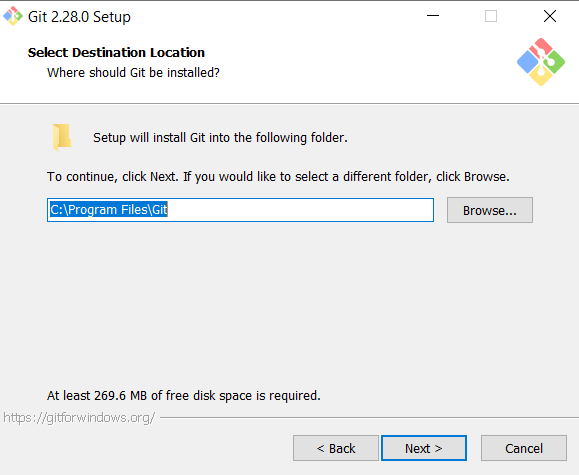 Git 2.28.0 Setup
Select Destination Location
Where should Git be installed?
Setup will install Git into the following folder.
To continue, click Next. If you would like to select a different folder, click Browse.
C:\Program Files\Git
Browse...
At least 269.6 MB of free disk space is required.
https://gitforwindows.org/
< Back
Next >
Cancel